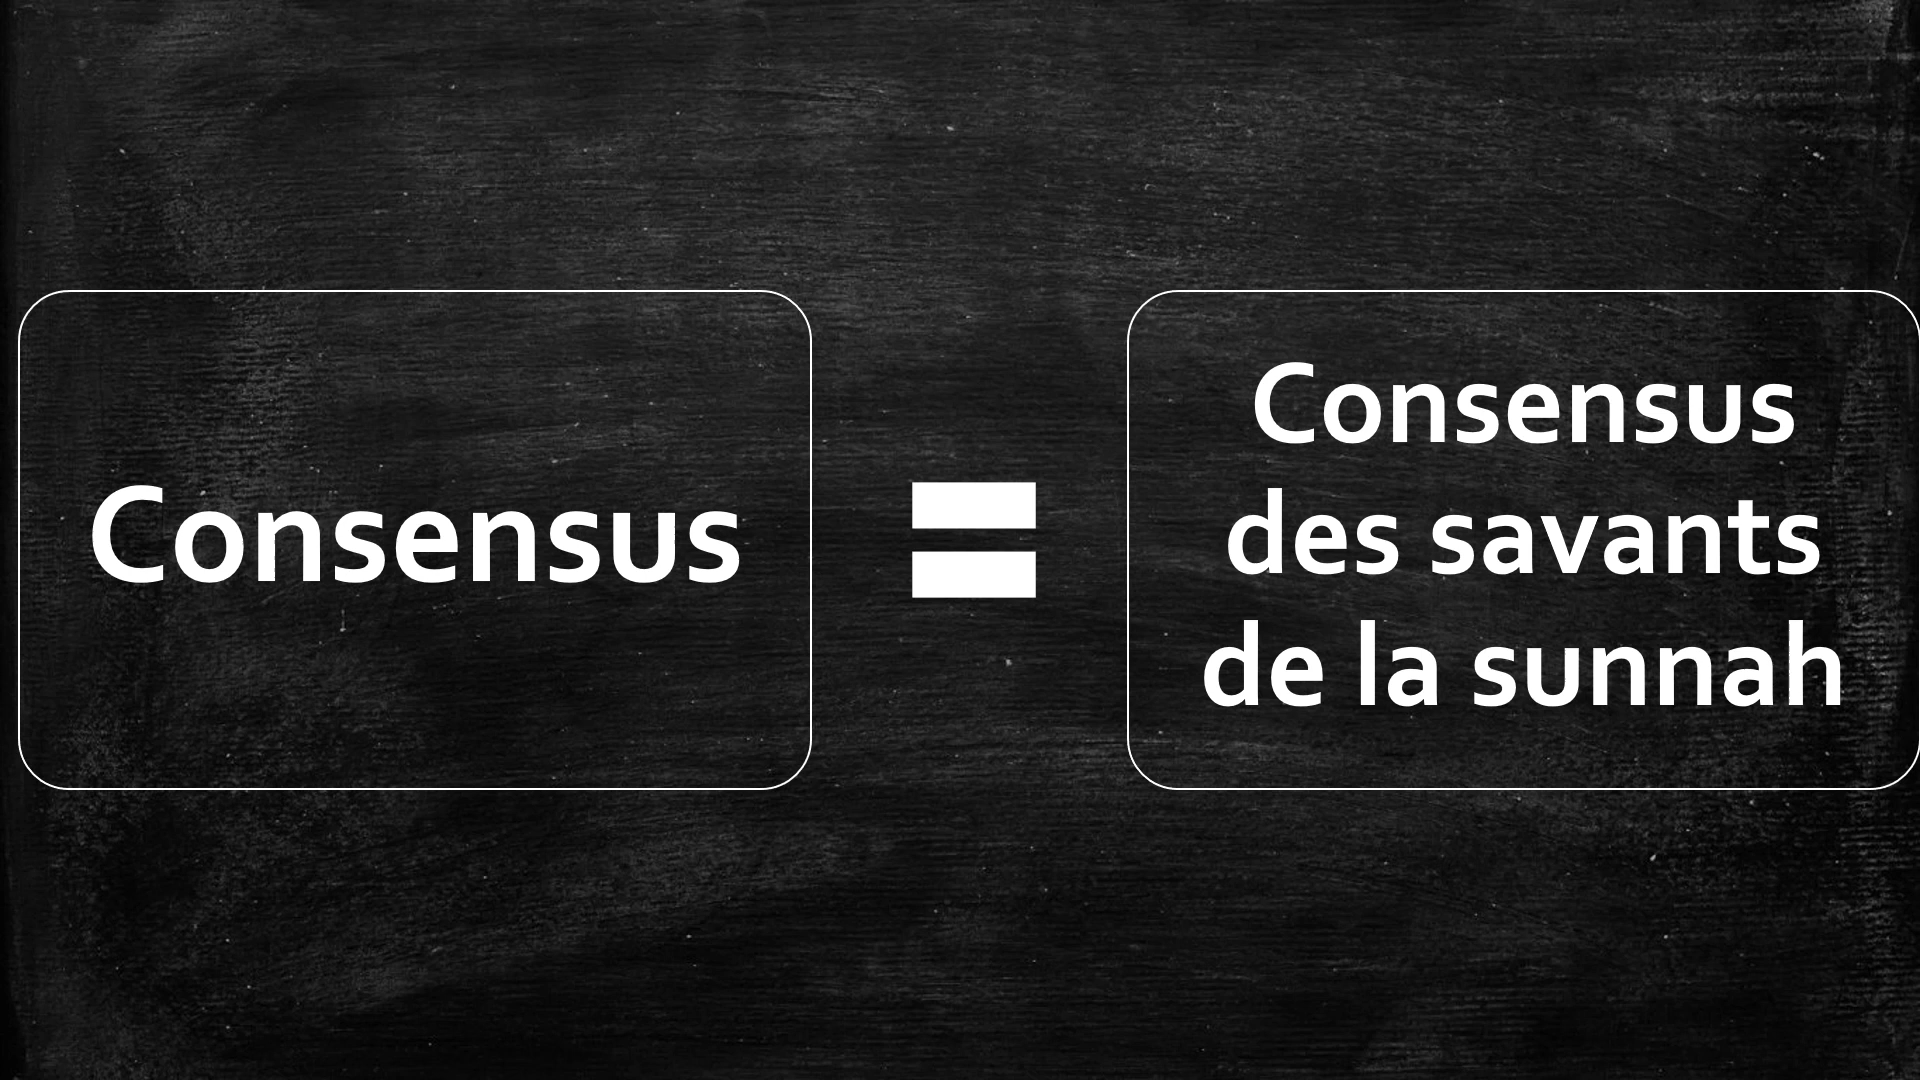 Consensus
=
Consensus
des savants
de la sunnah